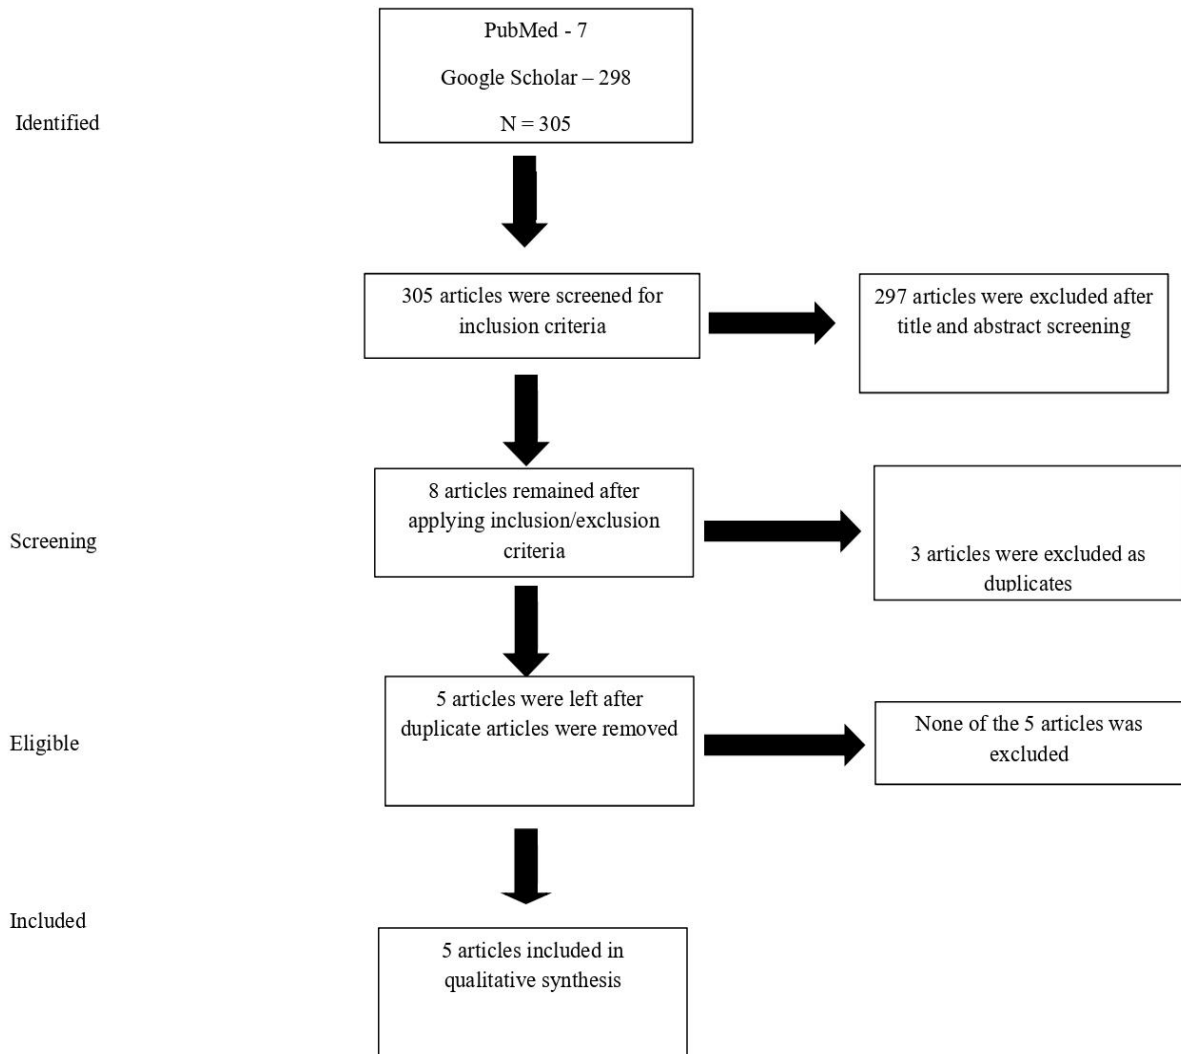 PubMed - 7
Google Scholar – 298
N = 305
Identified
305 articles were screened for
inclusion criteria
297 articles were excluded after
title and abstract screening
8 articles remained after
applying inclusion/exclusion
criteria
Screening
3 articles were excluded as
duplicates
5 articles were left after
duplicate articles were removed
Eligible
None of the 5 articles was
excluded
Included
5 articles included in
qualitative synthesis